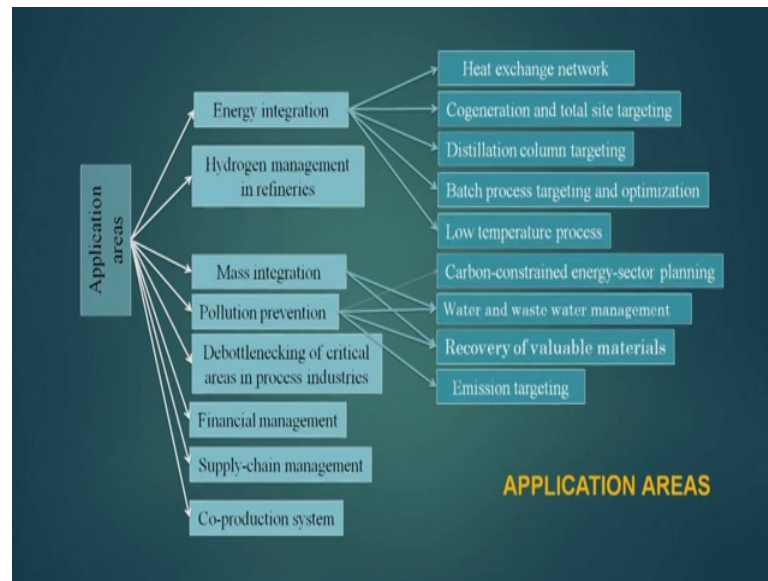 Application
areas
Energy integration
Hydrogen management
in refineries
Mass integration
Pollution prevention
Debottlenecking of critical
areas in process industries
Financial management
Supply-chain management
Co-production system
Heat exchange network
Cogeneration and total site targeting
Distillation column targeting
Batch process targeting and optimization
Low temperature process
Carbon-constrained energy-sector planning
Water and waste water management
Recovery of valuable materials
Emission targeting
APPLICATION AREAS